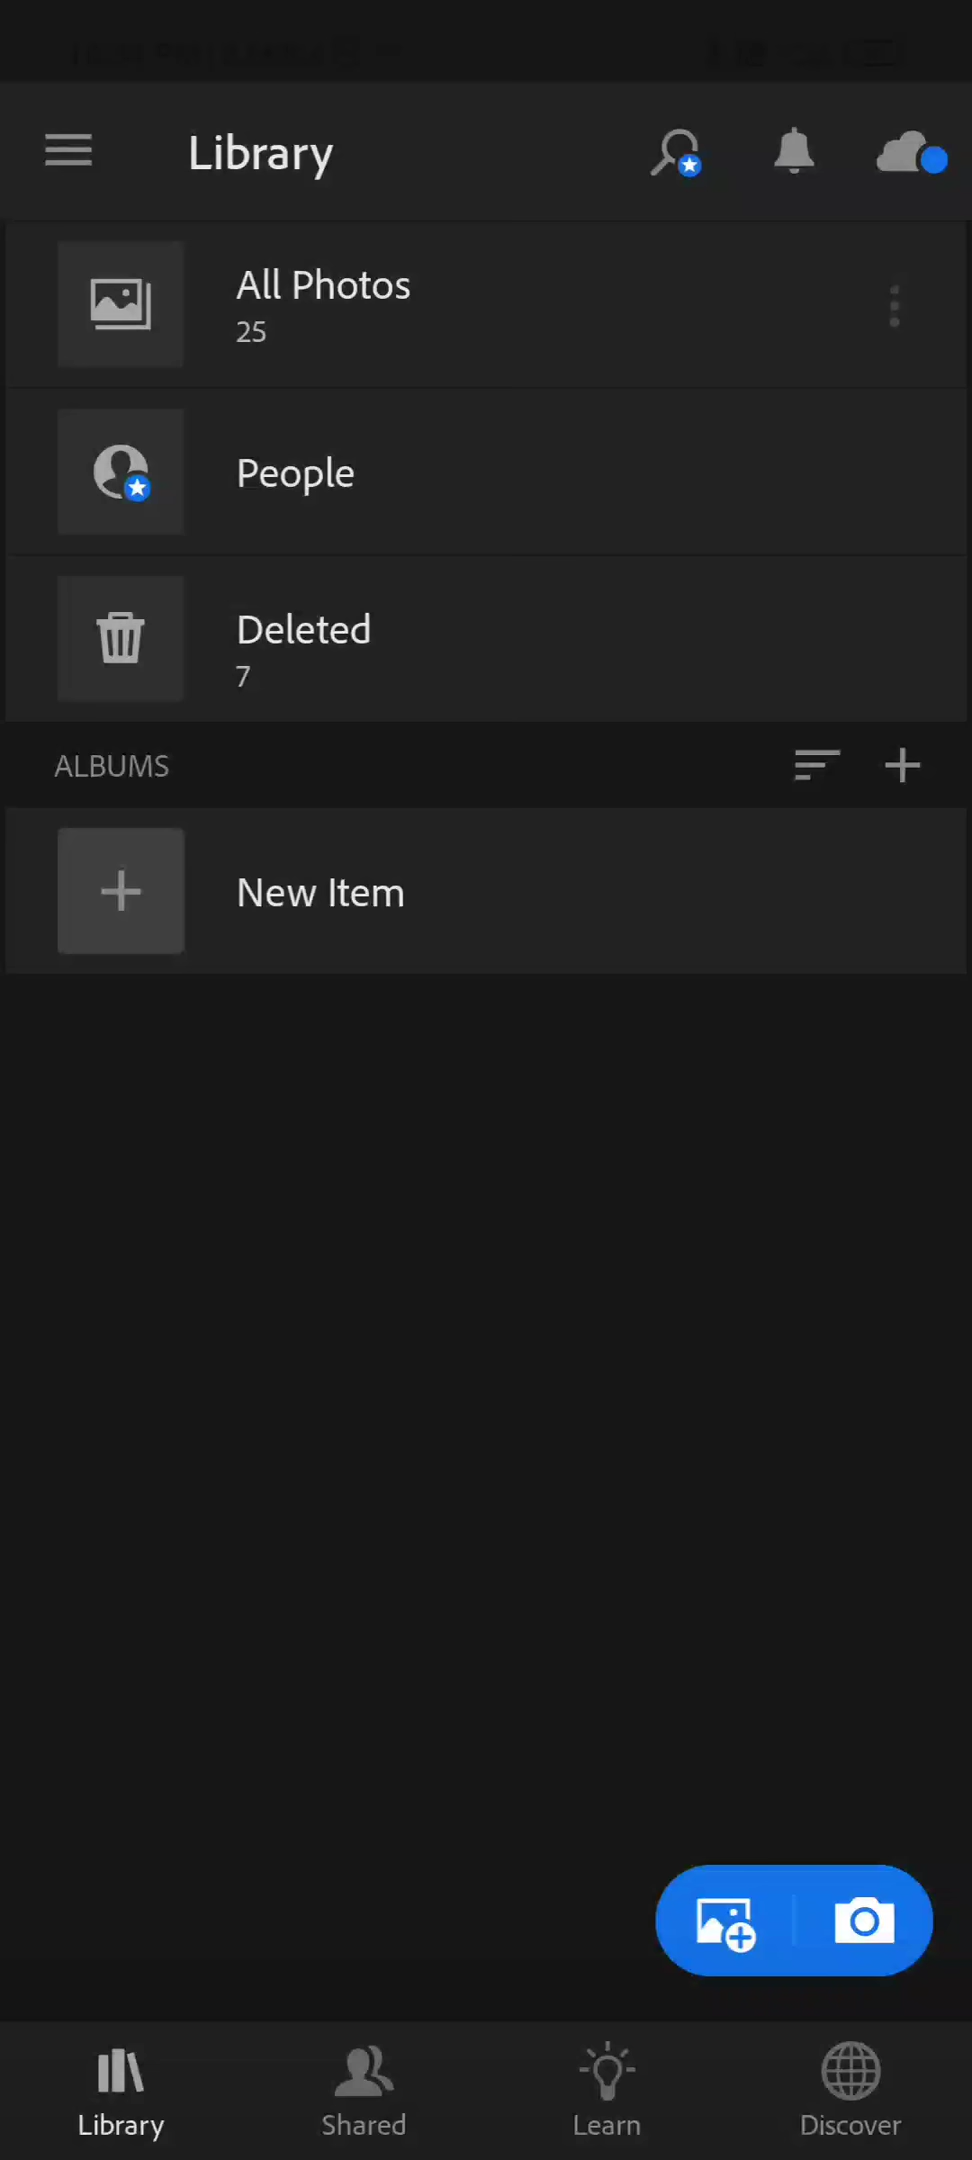 Library
All Photos
25
People
Deleted
7
ALBUMS
New Item
Library
Shared
Learn
Discover